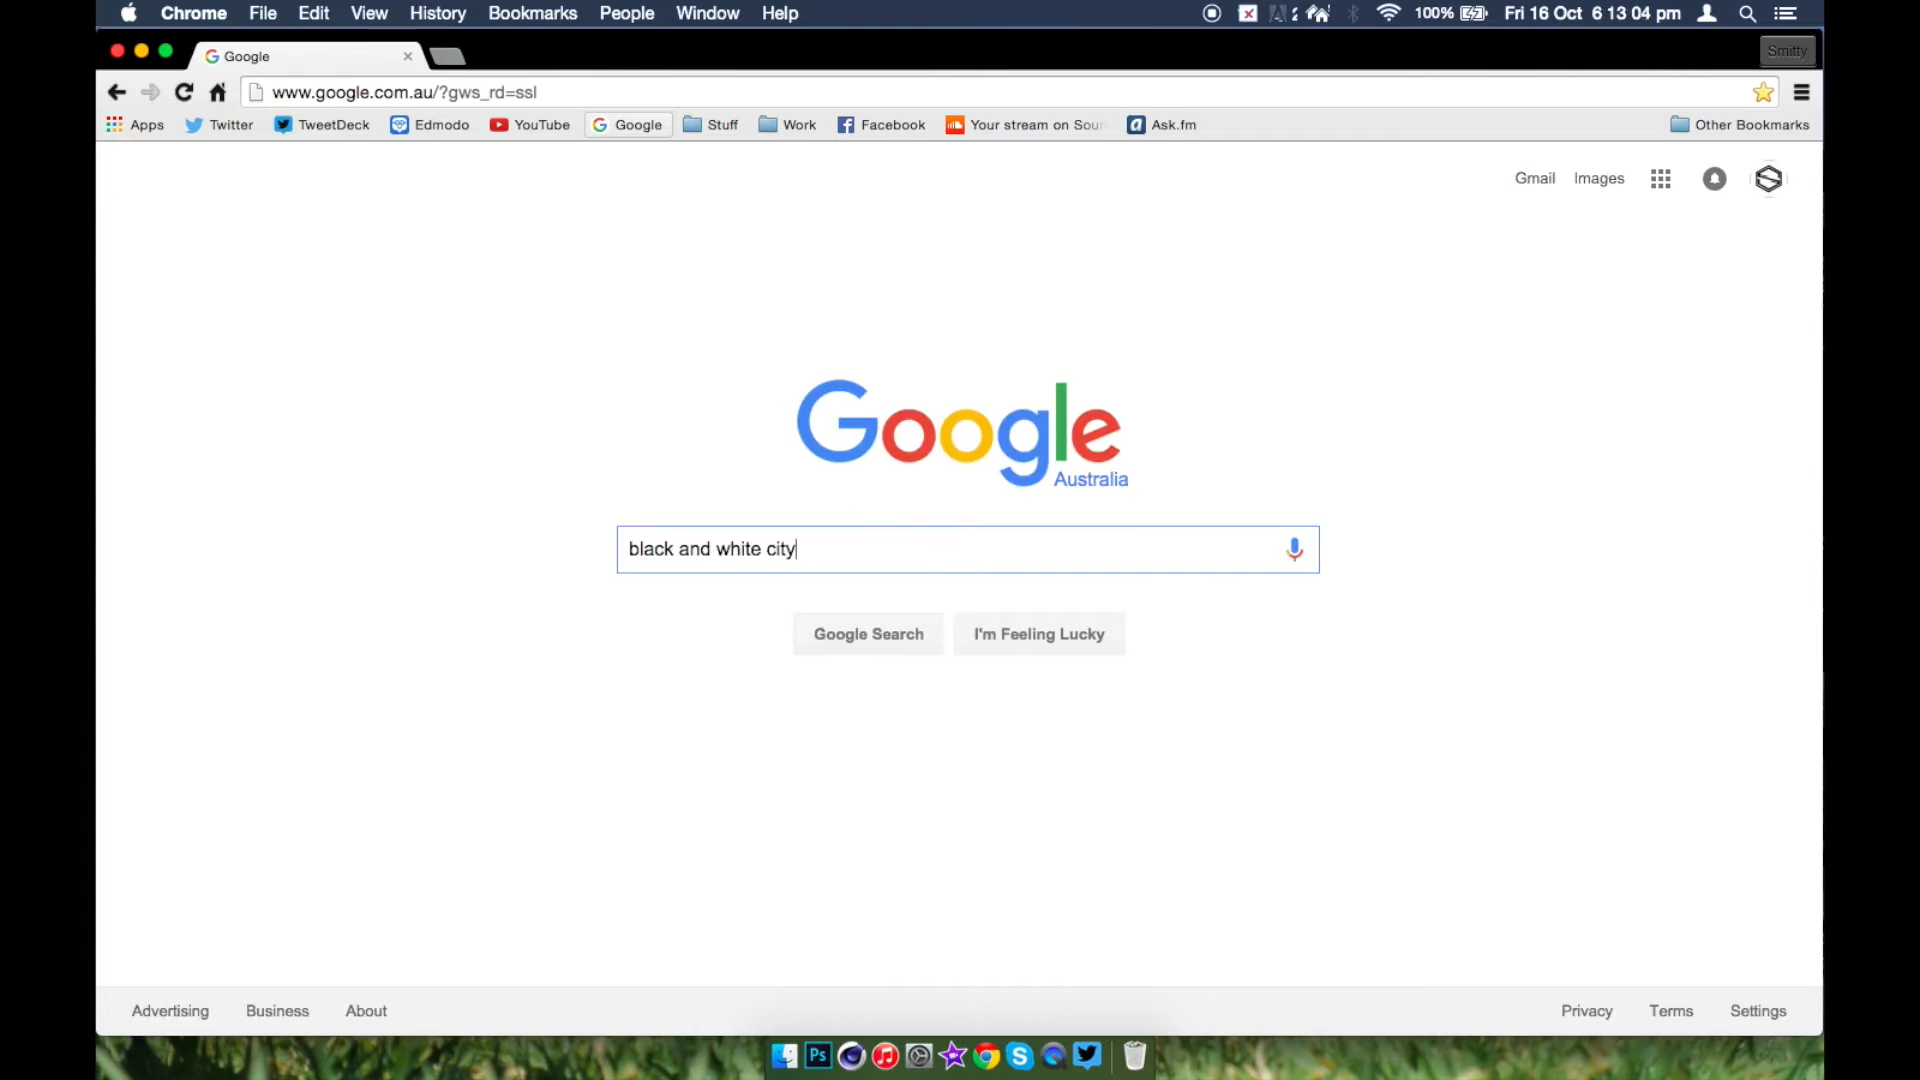 Chrome File Edit View History Bookmarks People Window Help 100% Fri 16 Oct 6 13 04 pm
Google Smitty
www.google.com.au/?gws_rd=ssl
Apps Twitter TweetDeck Edmodo YouTube Google Stuff Work Facebook Your stream on Soun Ask.fm Other Bookmarks
Gmail Images
Google
Australia
black and white city
Google Search I'm Feeling Lucky
Advertising Business About Privacy Terms Settings
Ps